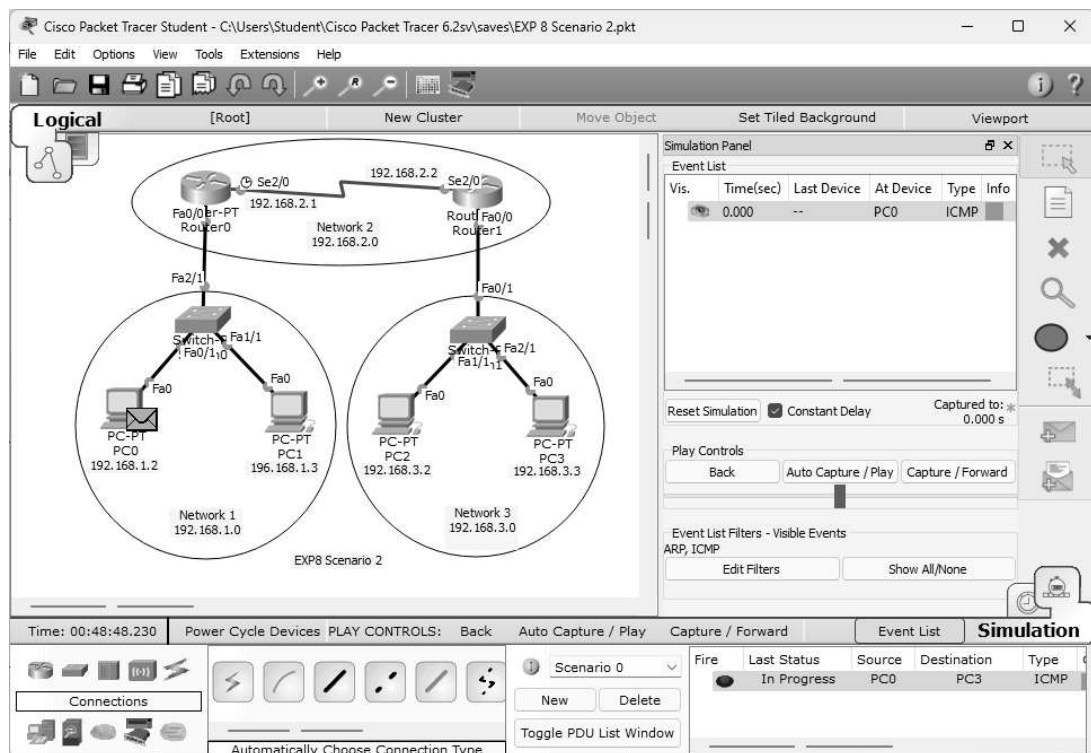 Cisco Packet Tracer Student - C:\Users\Student\Cisco Packet Tracer 6.2sv\saves\EXP 8 Scenario 2.pkt
File Edit Options View Tools Extensions Help
Logical [Root] New Cluster Move Object Set Tiled Background Viewport
Se2/0
192.168.2.1
192.168.2.2
Se2/0
Fa0/0
Router0
Fa0/0
Router1
Network 2
192.168.2.0
Fa2/1
Fa0/1
Fa1/1
Fa0/1
Fa2/1
Fa1/1
Fa0
Fa0
Fa0
Fa0
PC-PT
PC0
192.168.1.2
PC-PT
PC1
196.168.1.3
PC-PT
PC2
192.168.3.2
PC-PT
PC3
192.168.3.3
Network 1
192.168.1.0
Network 3
192.168.3.0
EXP8 Scenario 2
Simulation Panel
Event List
Vis. Time(sec) Last Device At Device Type Info
0.000 -- PC0 ICMP
Reset Simulation Constant Delay Captured to: *
0.000 s
Play Controls
Back Auto Capture / Play Capture / Forward
Event List Filters - Visible Events
ARP, ICMP
Edit Filters Show All/None
Time: 00:48:48.230 Power Cycle Devices PLAY CONTROLS: Back Auto Capture / Play Capture / Forward Event List Simulation
Connections
Automatically Choose Connection Type
Scenario 0
New Delete
Toggle PDU List Window
Fire Last Status Source Destination Type
In Progress PC0 PC3 ICMP